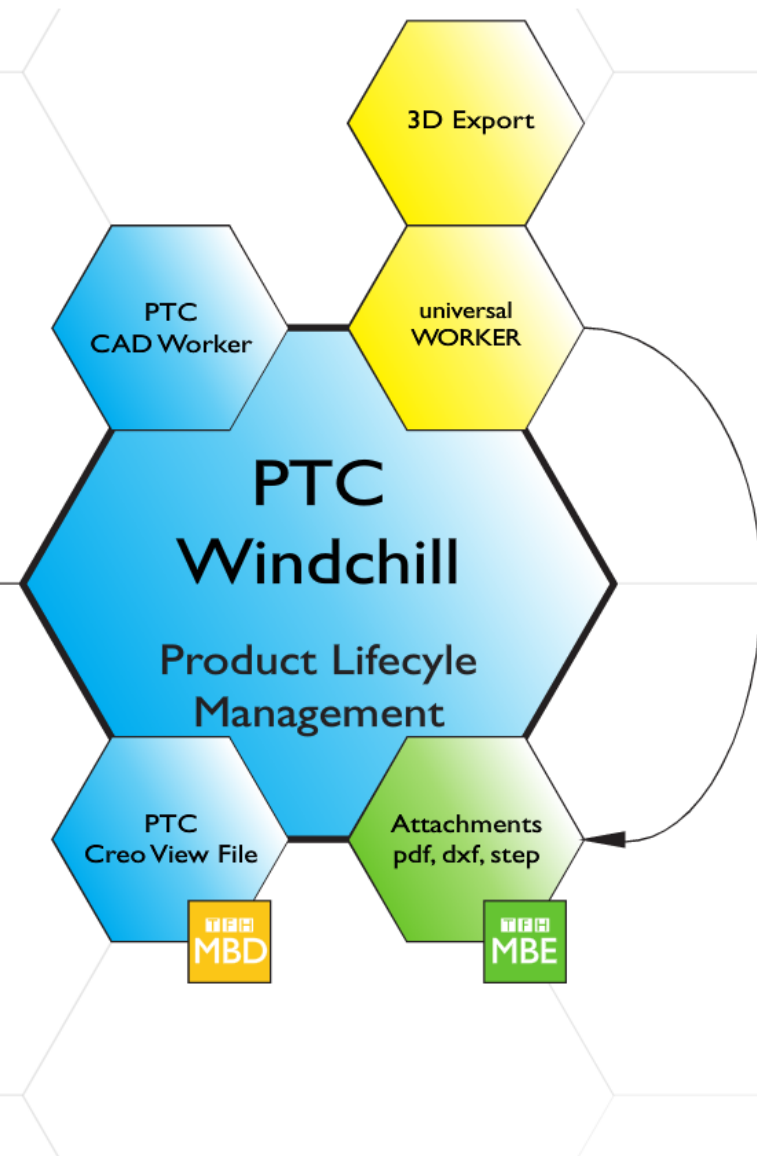 3D Export
PTC
CAD Worker
universal
WORKER
PTC
Windchill
Product Lifecyle
Management
PTC
Creo View File
Attachments
pdf, dxf, step
TFH
MBD
TFH
MBE